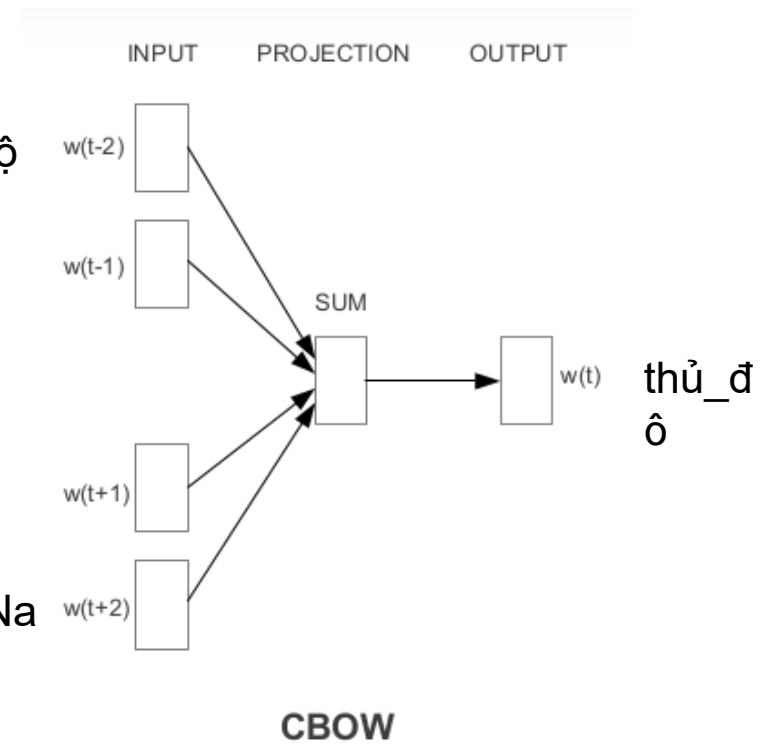 INPUT PROJECTION OUTPUT
w(t-2)
w(t-1)
SUM
w(t) thủ_đ
ô
w(t+1)
w(t+2)
CBOW